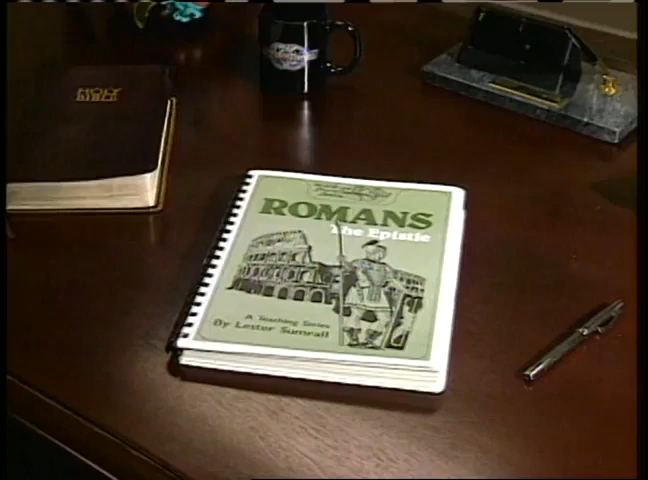 HOLY
BIBLE
ROMANS
The Epistle
A Teaching Series
By Lester Sumrall